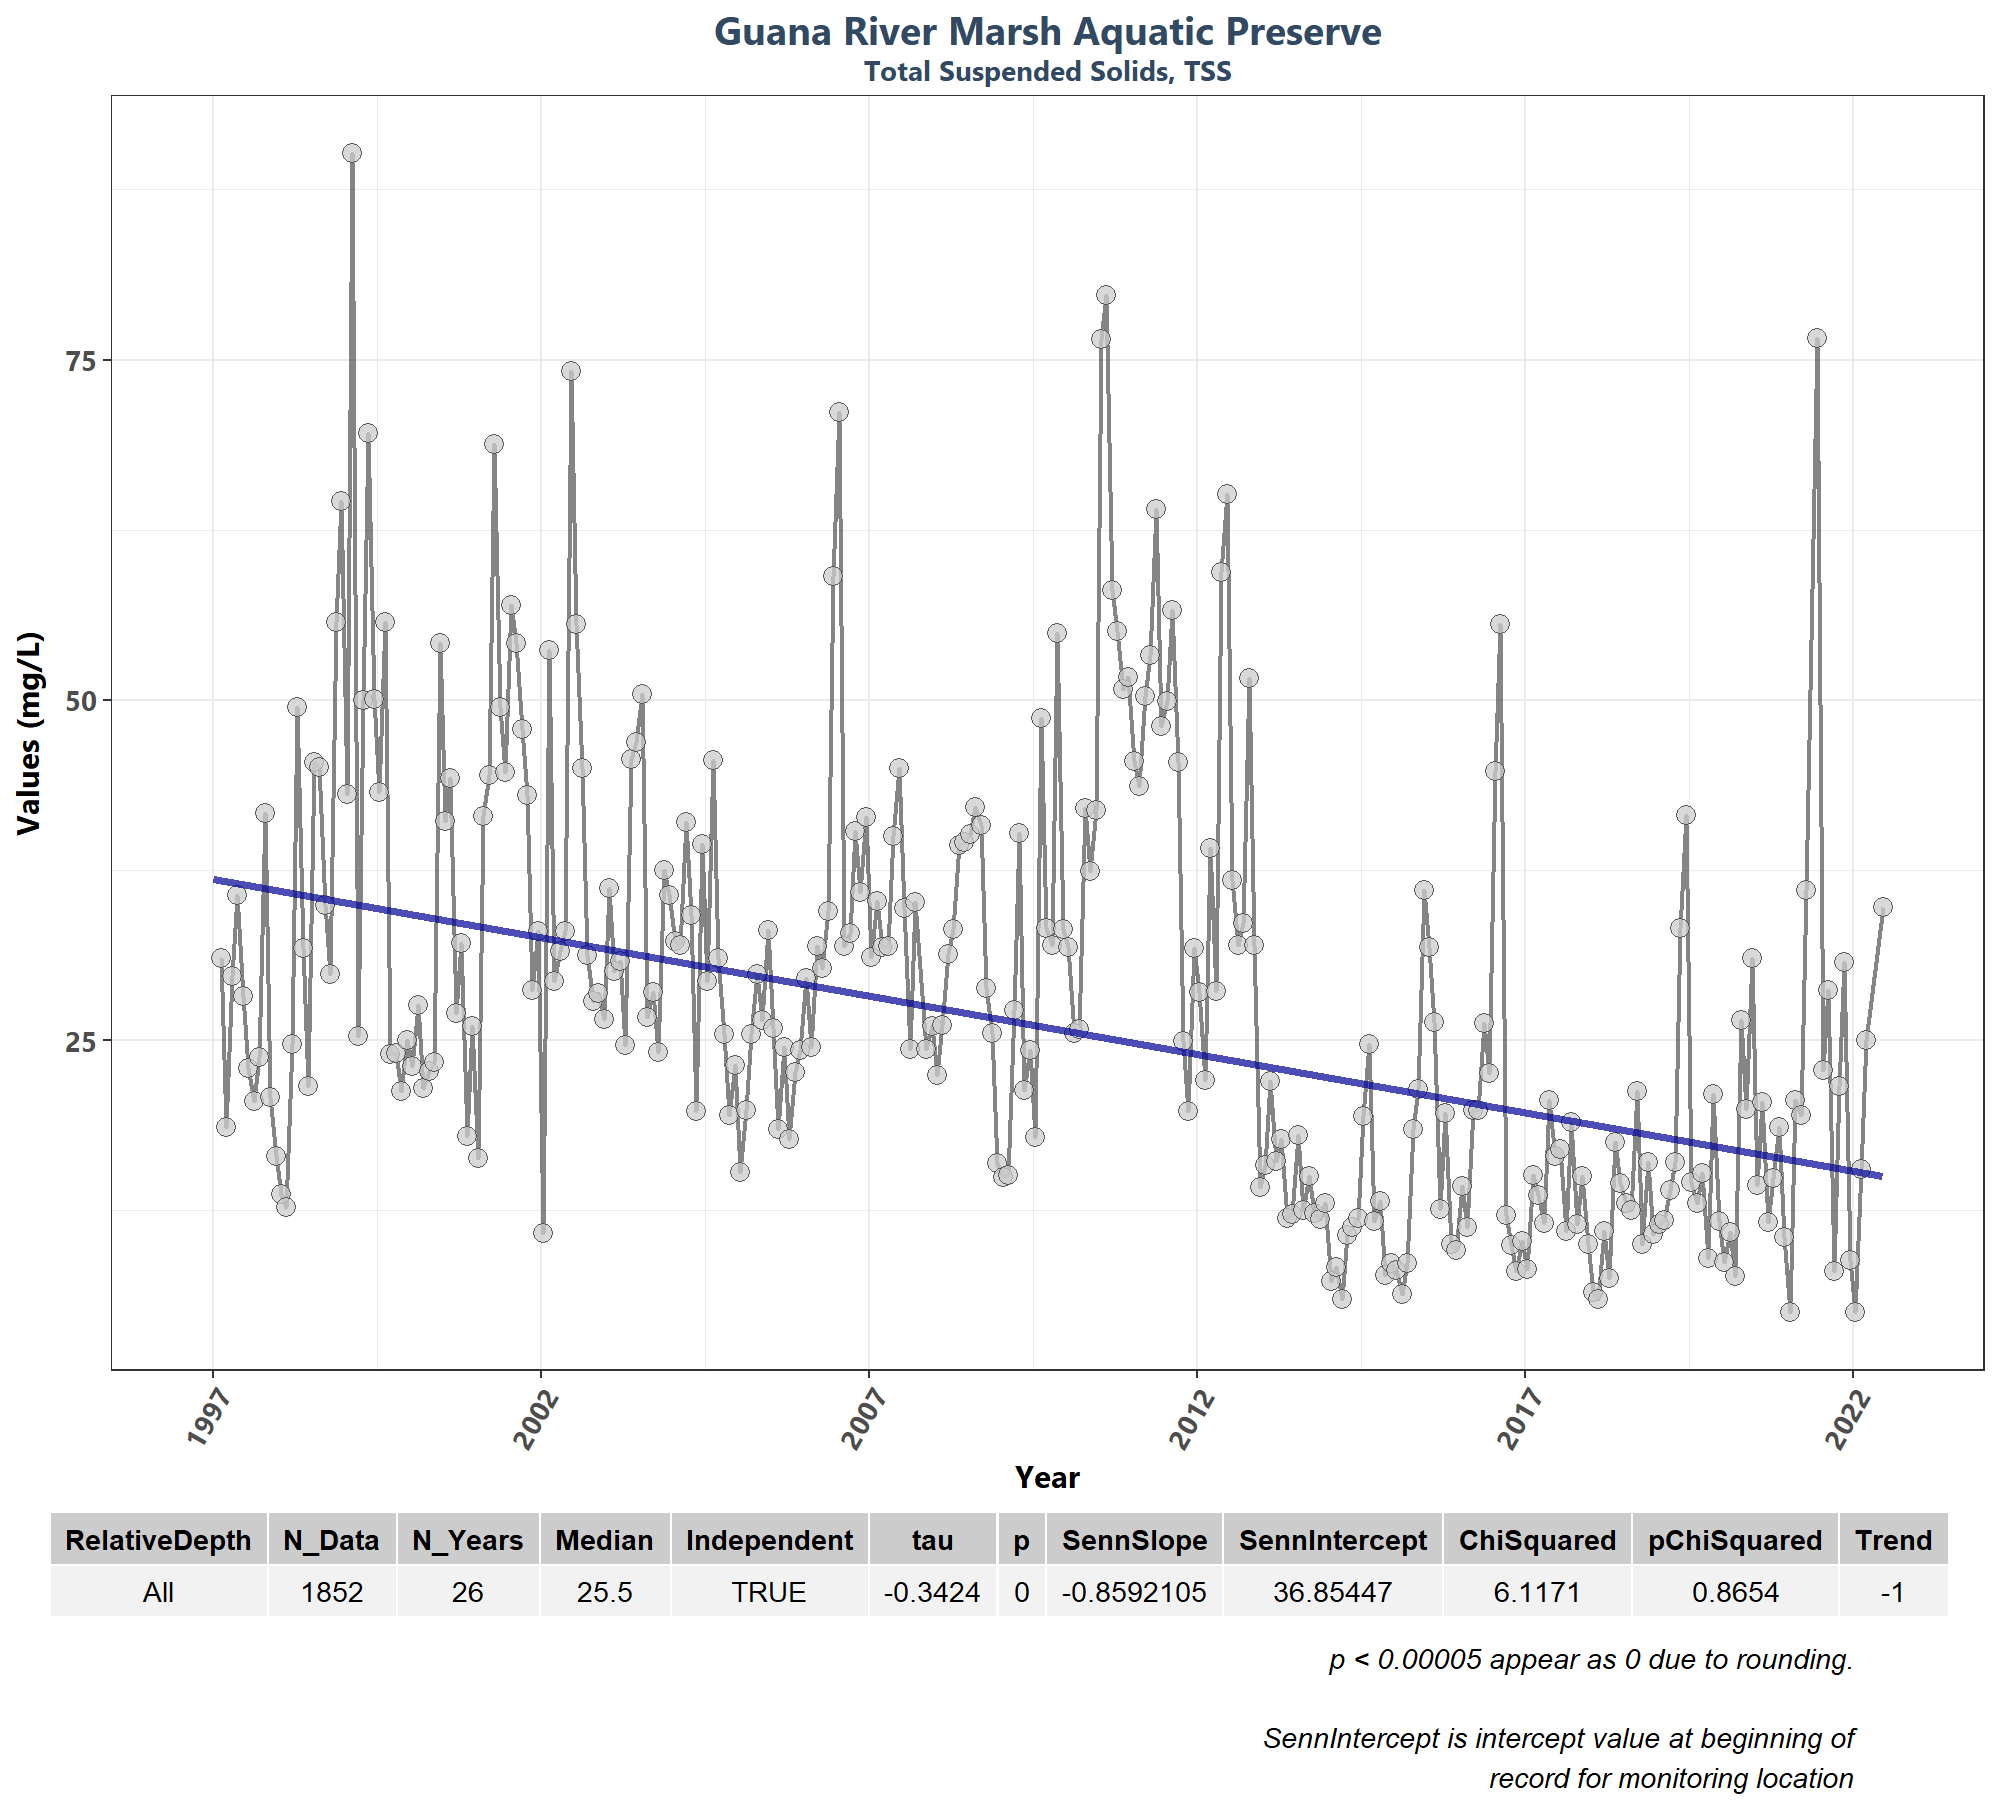 Guana River Marsh Aquatic Preserve
Total Suspended Solids, TSS
Values (mg/L)
75
50
25
1997 2002 2007 2012 2017 2022
Year
RelativeDepth N_Data N_Years Median Independent tau p SennSlope SennIntercept ChiSquared pChiSquared Trend
All 1852 26 25.5 TRUE -0.3424 0 -0.8592105 36.85447 6.1171 0.8654 -1
p < 0.00005 appear as 0 due to rounding.
SennIntercept is intercept value at beginning of
record for monitoring location